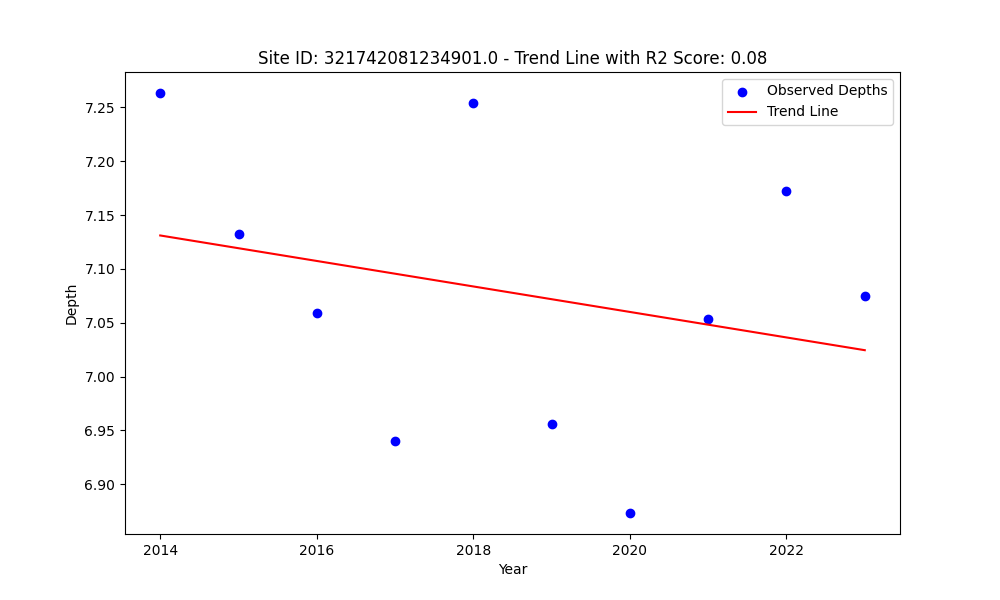 Site ID: 321742081234901.0 - Trend Line with R2 Score: 0.08
Observed Depths
Trend Line
7.25
7.20
7.15
7.10
7.05
7.00
6.95
6.90
Depth
2014
2016
2018
2020
2022
Year